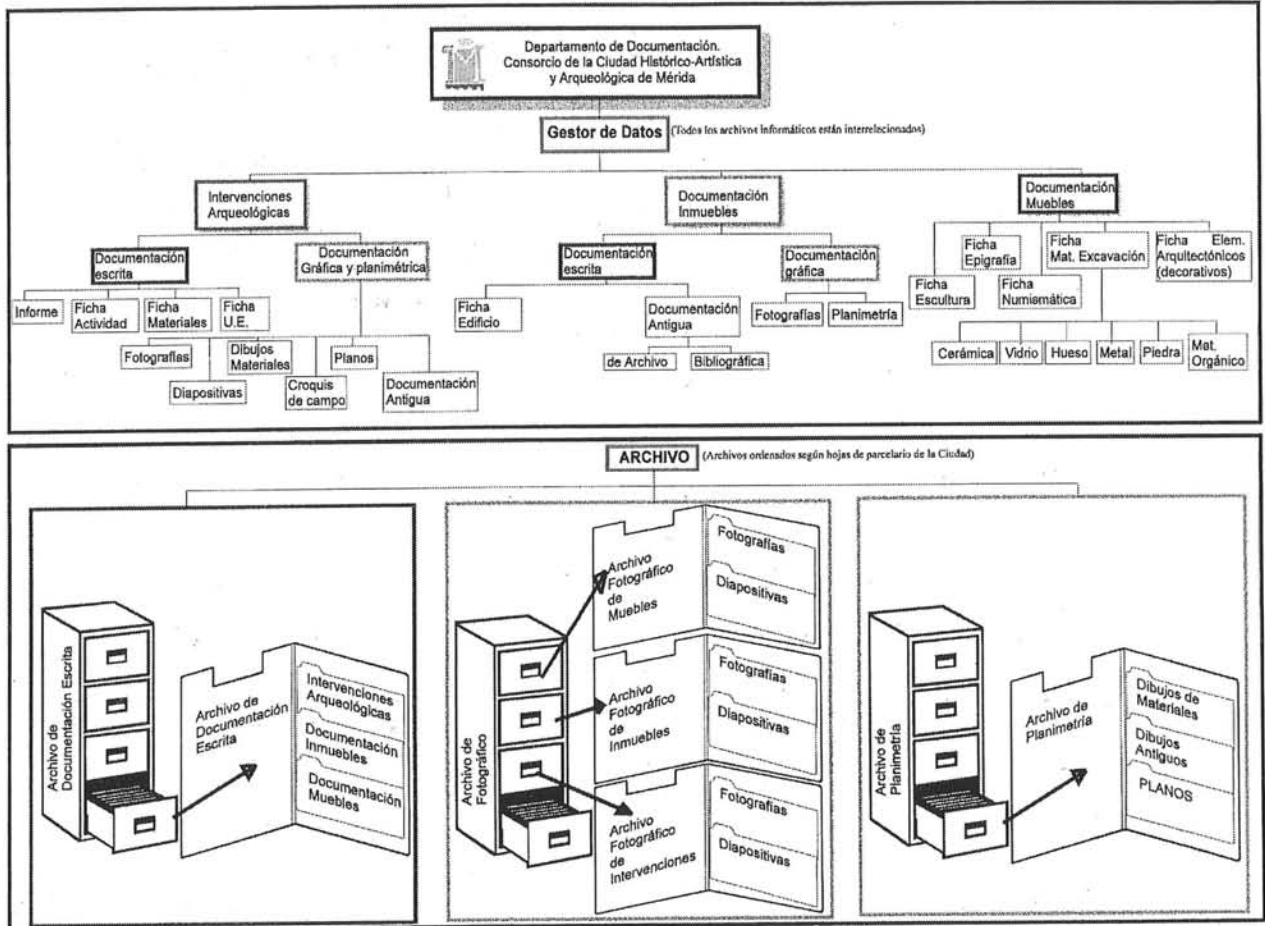 Departamento de Documentación.
Consorcio de la Ciudad Histórico-Artística
y Arqueológica de Mérida
Gestor de Datos (Todos los archivos informáticos están interrelacionados)
Intervenciones
Arqueológicas
Documentación
Inmuebles
Documentación
Muebles
Documentación
escrita
Documentación
Gráfica y planimétrica
Documentación
escrita
Documentación
gráfica
Ficha
Epigrafía
Ficha
Mat. Excavación
Ficha Elem.
Arquitectónicos
(decorativos)
Informe
Ficha
Actividad
Ficha
Materiales
Ficha
U.E.
Ficha
Edificio
Documentación
Antigua
Fotografías
Planimetría
Ficha
Escultura
Ficha
Numismática
Fotografías
Dibujos
Materiales
Planos
de Archivo
Bibliográfica
Cerámica
Vidrio
Hueso
Metal
Piedra
Mat.
Orgánico
Diapositivas
Croquis
de campo
Documentación
Antigua
ARCHIVO (Archivos ordenados según hojas de parcelario de la Ciudad)
Archivo de
Documentación Escrita
Archivo de
Documentación
Escrita
Intervenciones
Arqueológicas
Documentación
Inmuebles
Documentación
Muebles
Archivo de
Fotográfico
Archivo
Fotográfico
de
Muebles
Fotografías
Diapositivas
Archivo
Fotográfico
de
Inmuebles
Fotografías
Diapositivas
Archivo
Fotográfico
de
Intervenciones
Fotografías
Diapositivas
Archivo de
Planimetría
Archivo de
Planimetría
Dibujos de
Materiales
Dibujos
Antiguos
PLANOS